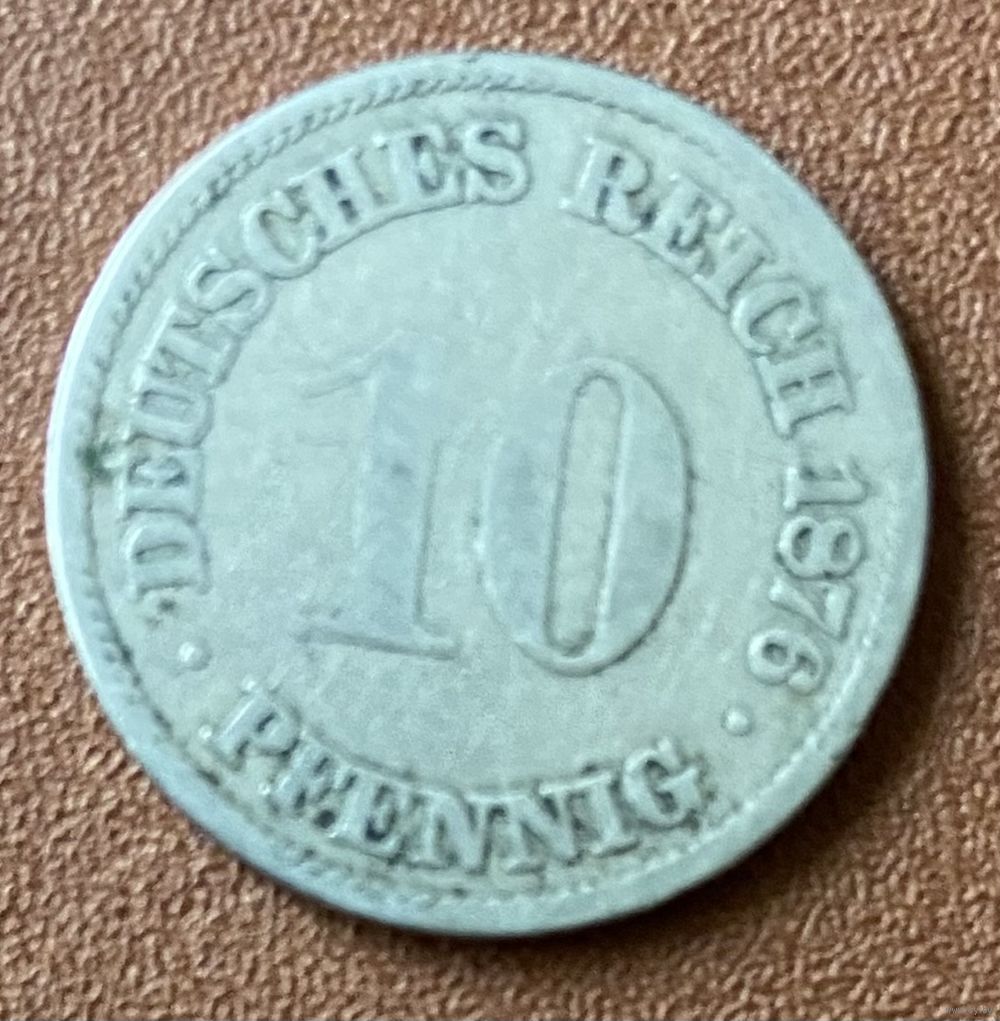 DEUTSCHES REICH 1876
10
PFENNIG